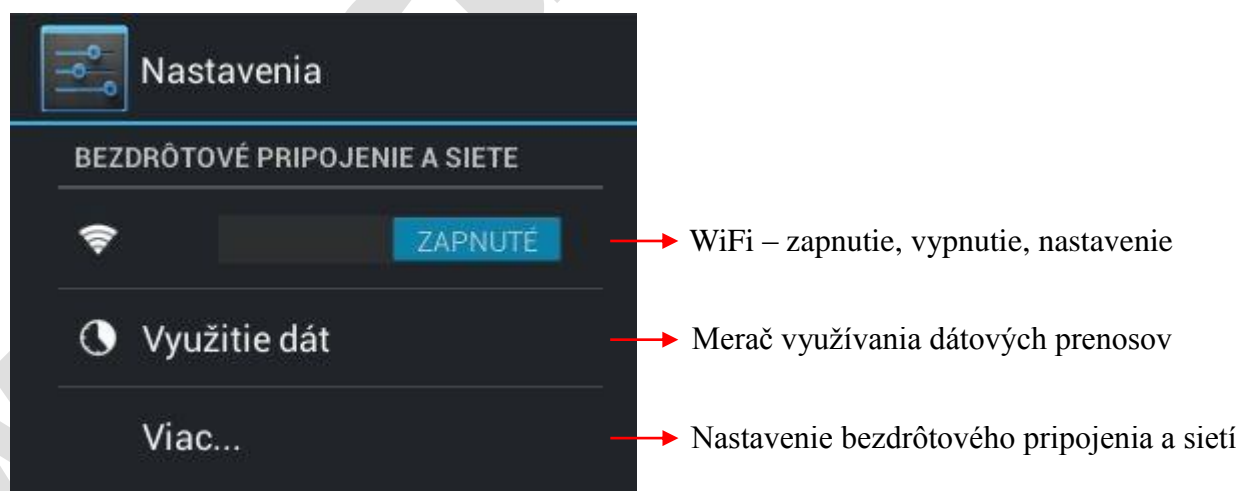 Nastavenia
BEZDRÔTOVÉ PRIPOJENIE A SIETE
ZAPNUTÉ
WiFi – zapnutie, vypnutie, nastavenie
Využitie dát
Merač využívania dátových prenosov
Viac...
Nastavenie bezdrôtového pripojenia a sietí